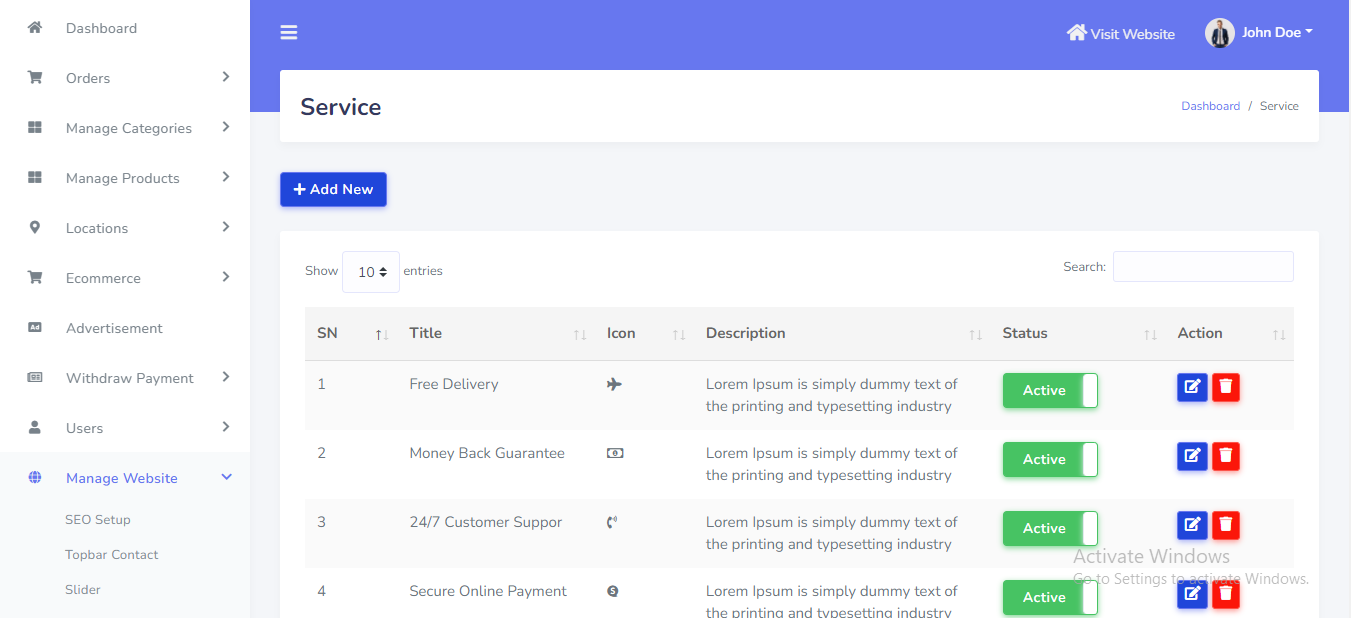 Dashboard
Orders
Manage Categories
Manage Products
Locations
Ecommerce
Ad Advertisement
Withdraw Payment
Users
Manage Website
SEO Setup
Topbar Contact
Slider
Visit Website
John Doe
Service
Dashboard / Service
+ Add New
Show 10 entries
Search:
SN Title Icon Description Status Action
1 Free Delivery Lorem Ipsum is simply dummy text of Active
the printing and typesetting industry
2 Money Back Guarantee Lorem Ipsum is simply dummy text of Active
the printing and typesetting industry
3 24/7 Customer Suppor Lorem Ipsum is simply dummy text of Active
the printing and typesetting industry
4 Secure Online Payment Lorem Ipsum is simply dummy text of Active
the printing and typesetting industry
Activate Windows
Go to Settings to activate Windows.